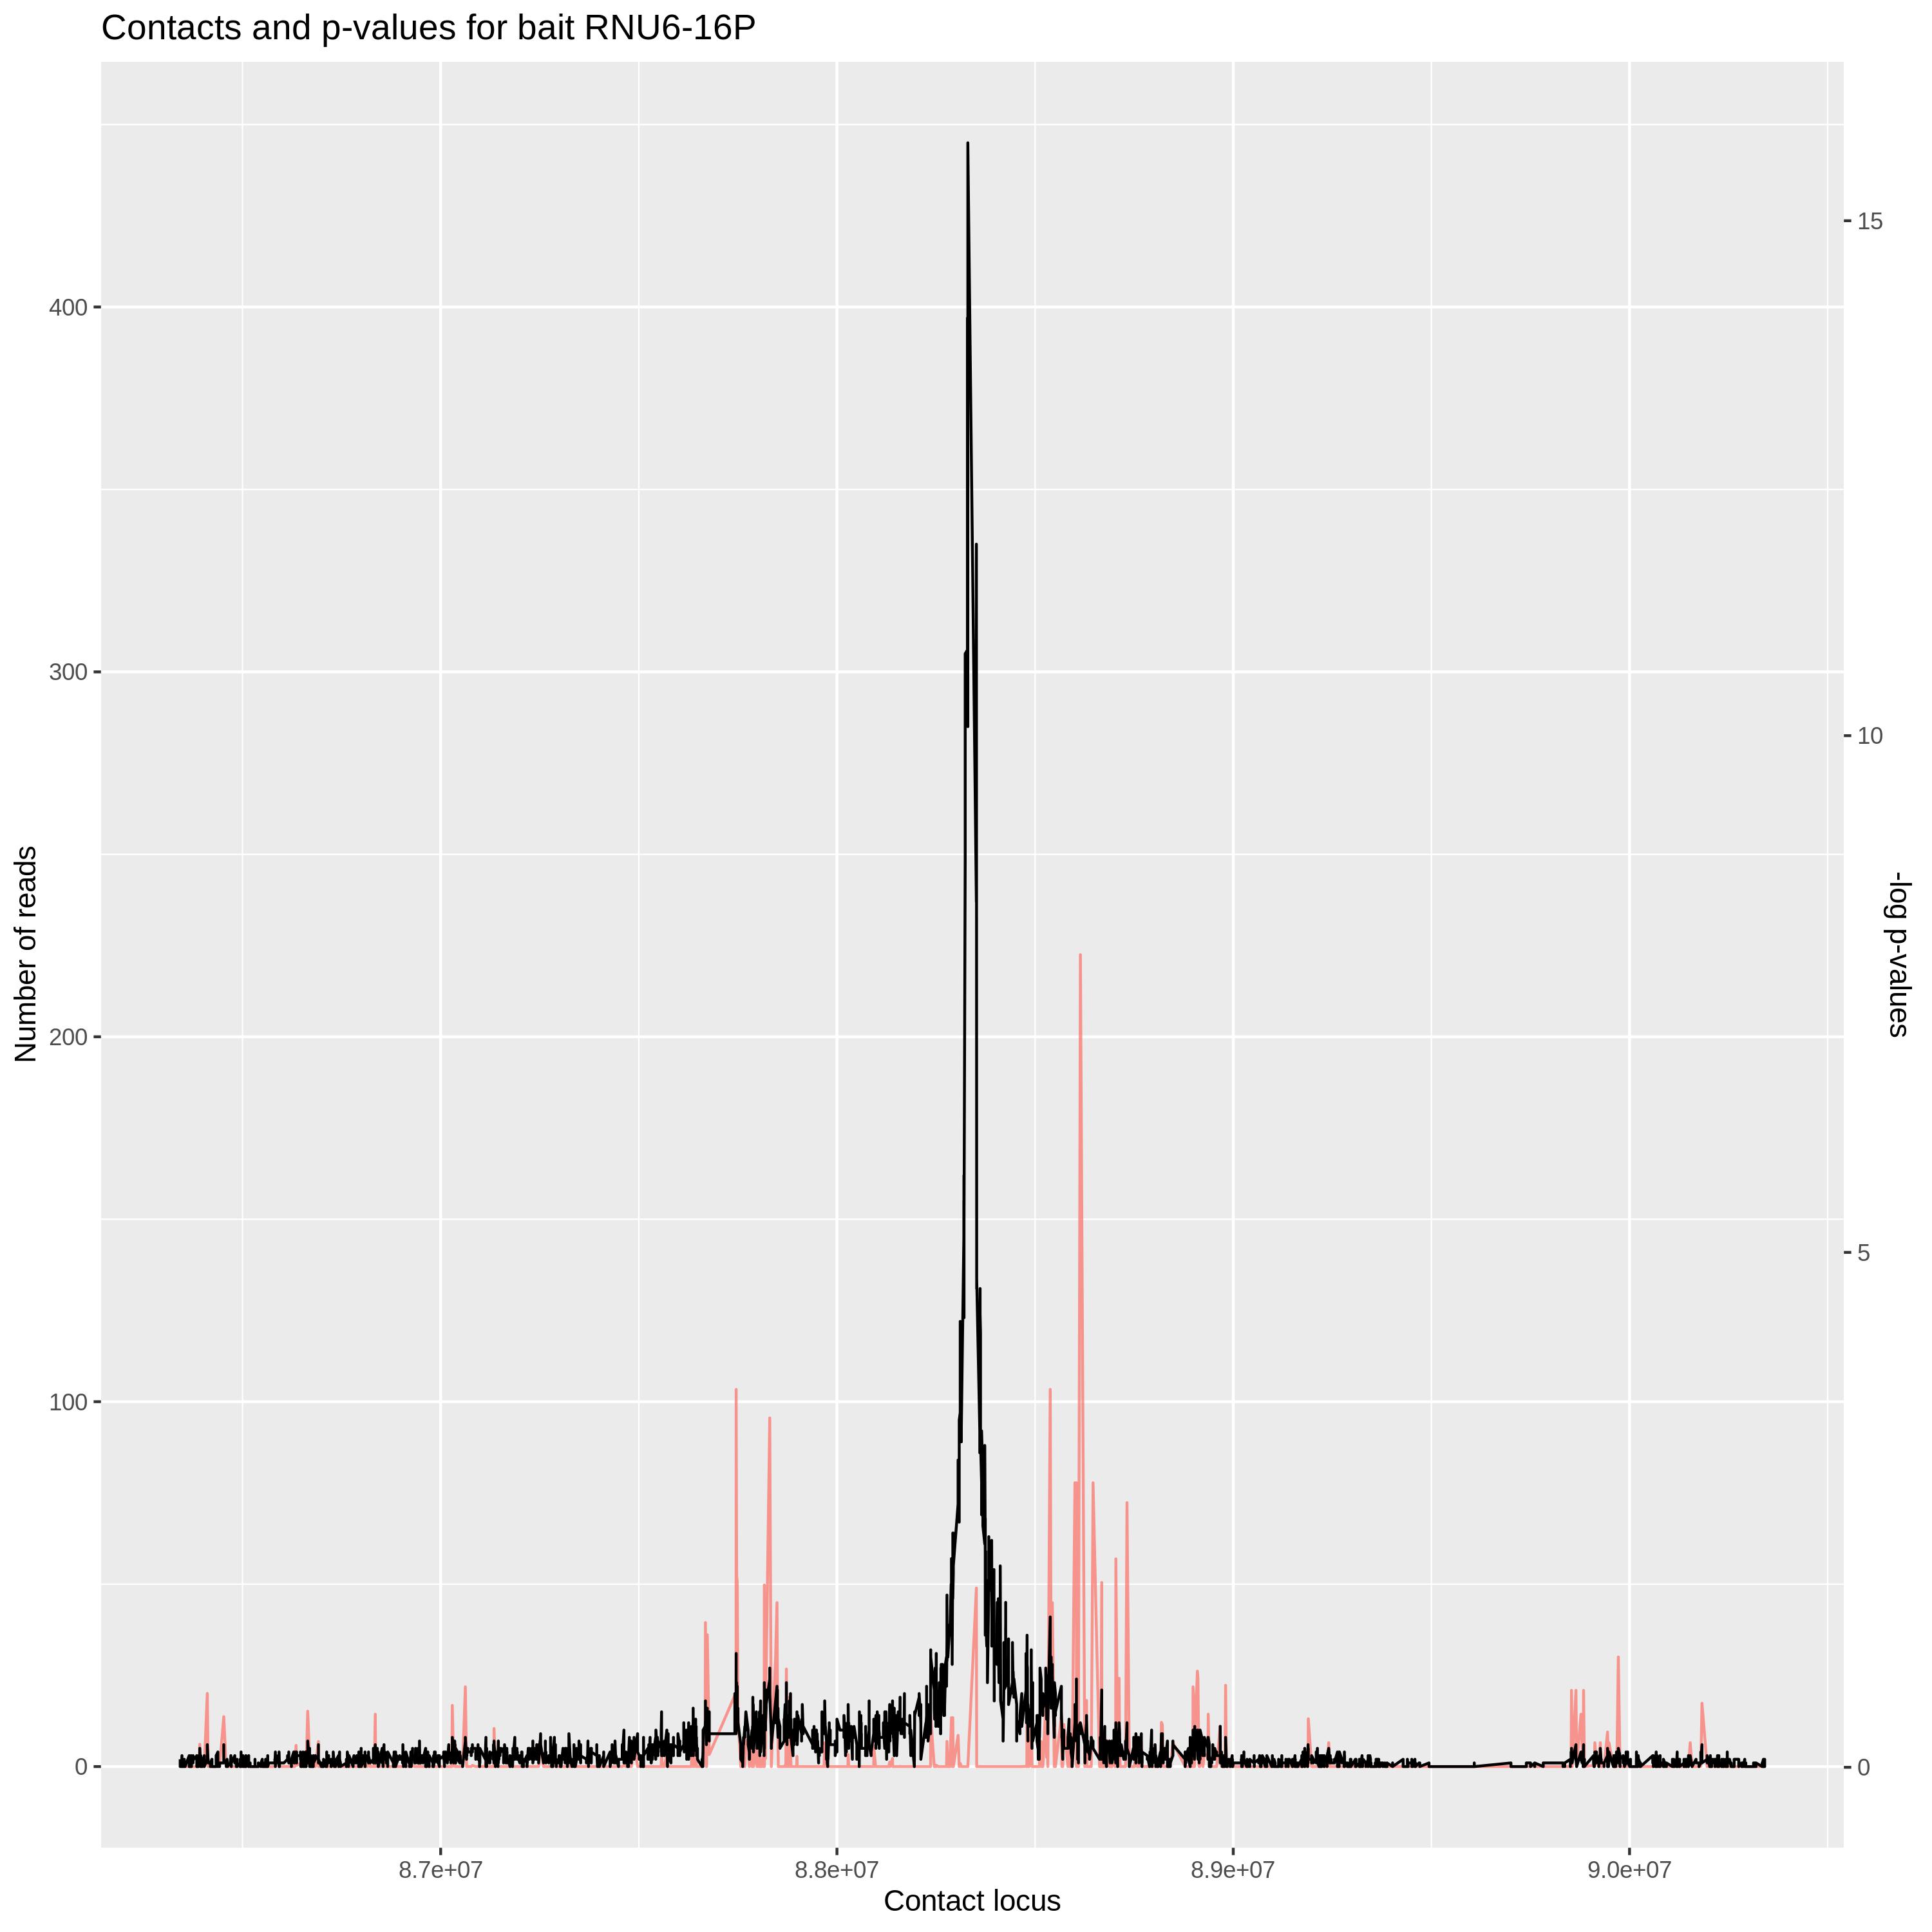 Contacts and p-values for bait RNU6-16P
400
300
200
100
0
15
10
5
0
Number of reads
-log p-values
8.7e+07
8.8e+07
8.9e+07
9.0e+07
Contact locus